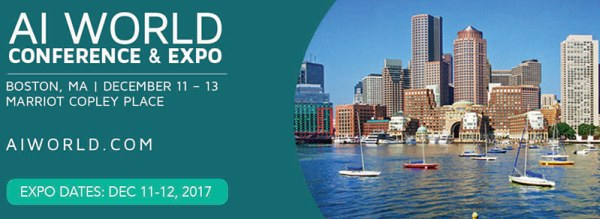 AI WORLD
CONFERENCE & EXPO
BOSTON, MA | DECEMBER 11 – 13
MARRIOT COPLEY PLACE
AIWORLD.COM
EXPO DATES: DEC 11-12, 2017